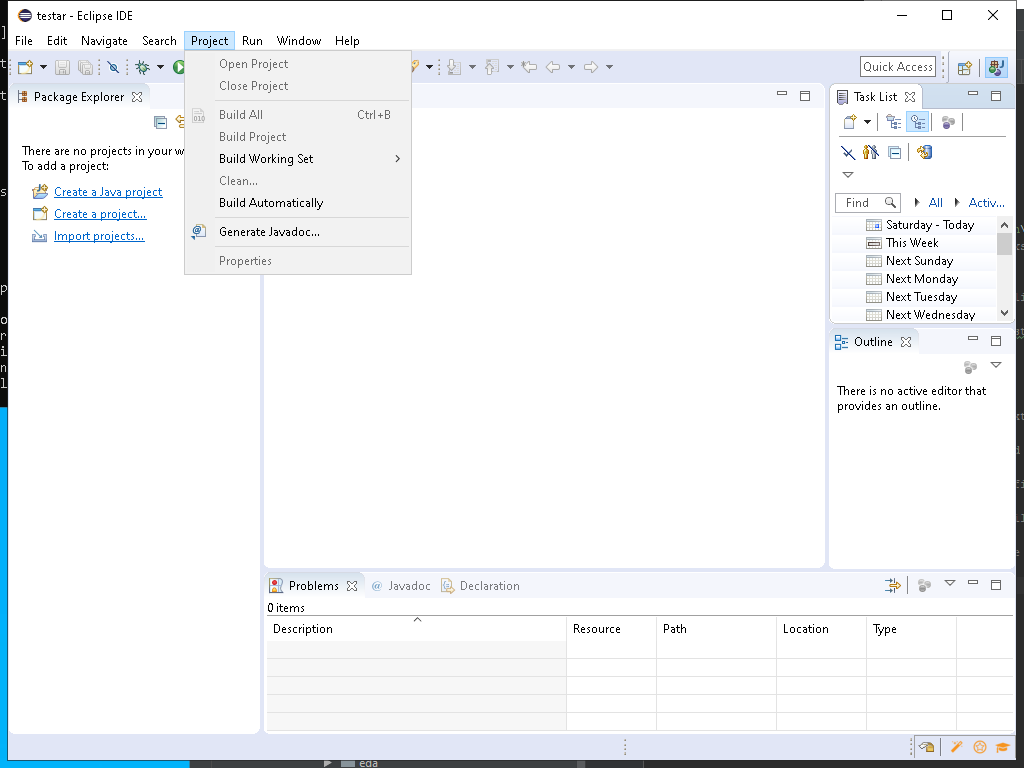 testar - Eclipse IDE
File Edit Navigate Search Project Run Window Help
Quick Access
Open Project
Close Project
Build All Ctrl+B
Build Project
Build Working Set
Clean...
Build Automatically
Generate Javadoc...
Properties
Package Explorer
There are no projects in your w
To add a project:
Create a Java project
Create a project...
Import projects...
Task List
Find All Activ...
Saturday - Today
This Week
Next Sunday
Next Monday
Next Tuesday
Next Wednesday
Outline
There is no active editor that
provides an outline.
Problems Javadoc Declaration
0 items
Description Resource Path Location Type
eda